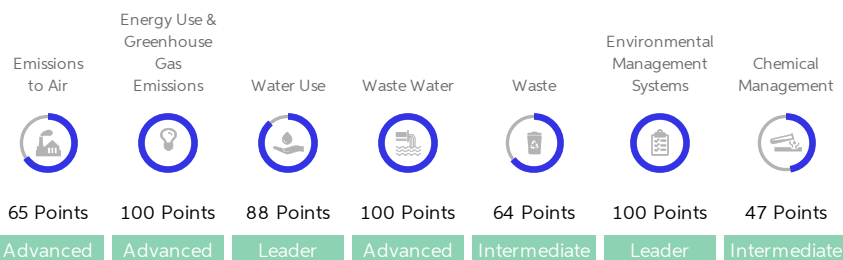 Emissions
to Air
Energy Use &
Greenhouse
Gas
Emissions
Water Use
Waste Water
Waste
Environmental
Management
Systems
Chemical
Management
65 Points
100 Points
88 Points
100 Points
64 Points
100 Points
47 Points
Advanced
Advanced
Leader
Advanced
Intermediate
Leader
Intermediate